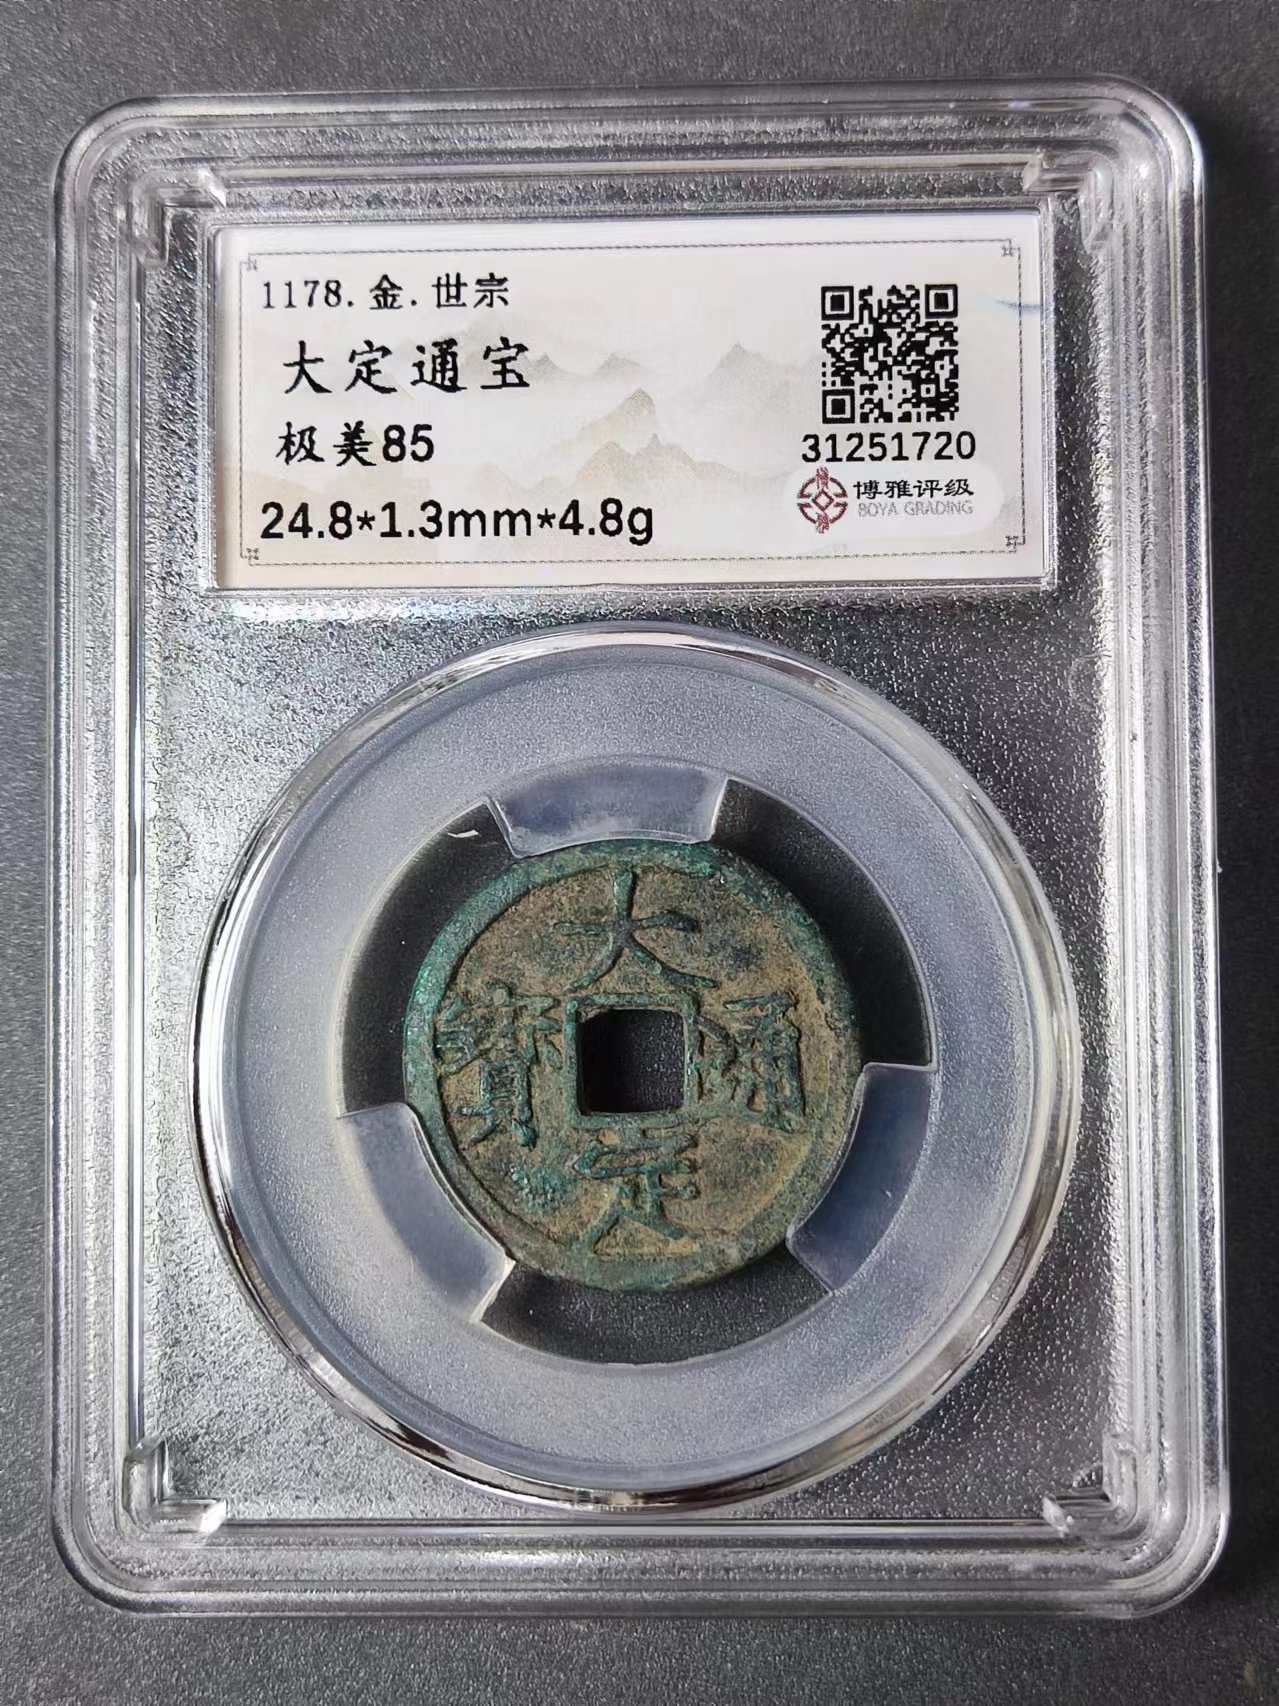 1178.金.世宗
大定通宝
极美85
24.8*1.3mm*4.8g
31251720
博雅评级
BOYA GRADING
大定通寶